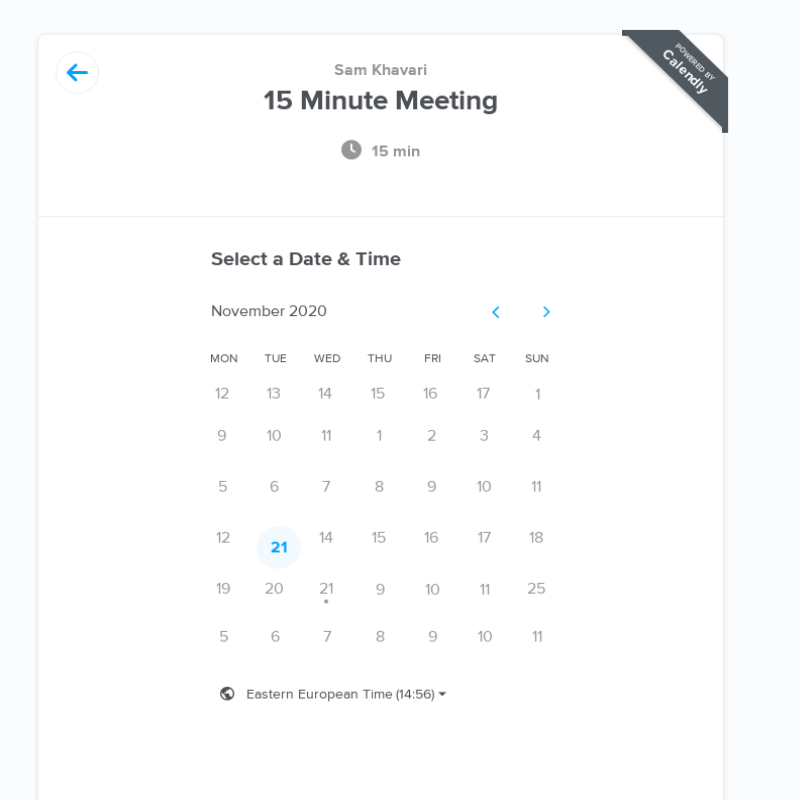 POWERED BY
Calendly
Sam Khavari
15 Minute Meeting
15 min
Select a Date & Time
November 2020
MON TUE WED THU FRI SAT SUN
12 13 14 15 16 17 1
9 10 11 1 2 3 4
5 6 7 8 9 10 11
12 21 14 15 16 17 18
19 20 21 9 10 11 25
5 6 7 8 9 10 11
Eastern European Time (14:56)